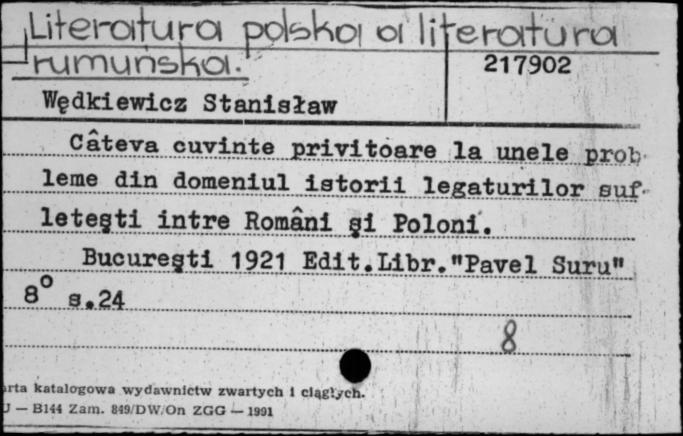 Literatura polska a literatura
rumuńska.
217902
Wędkiewicz Stanisław
Câteva cuvinte privitoare la unele prob-
leme din domeniul istorii legaturilor suf-
leteşti intre Români şi Poloni.
Bucureşti 1921 Edit.Libr."Pavel Suru"
8° s.24
8
arta katalogowa wydawnictw zwartych i ciągłych.
J — B144 Zam. 849/DW/On ZGG — 1991